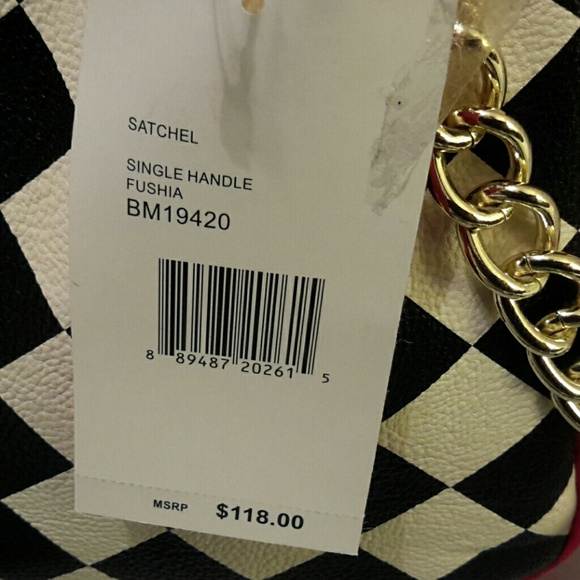 SATCHEL
SINGLE HANDLE
FUSHIA
BM19420
8 89487 20261 5
MSRP $118.00